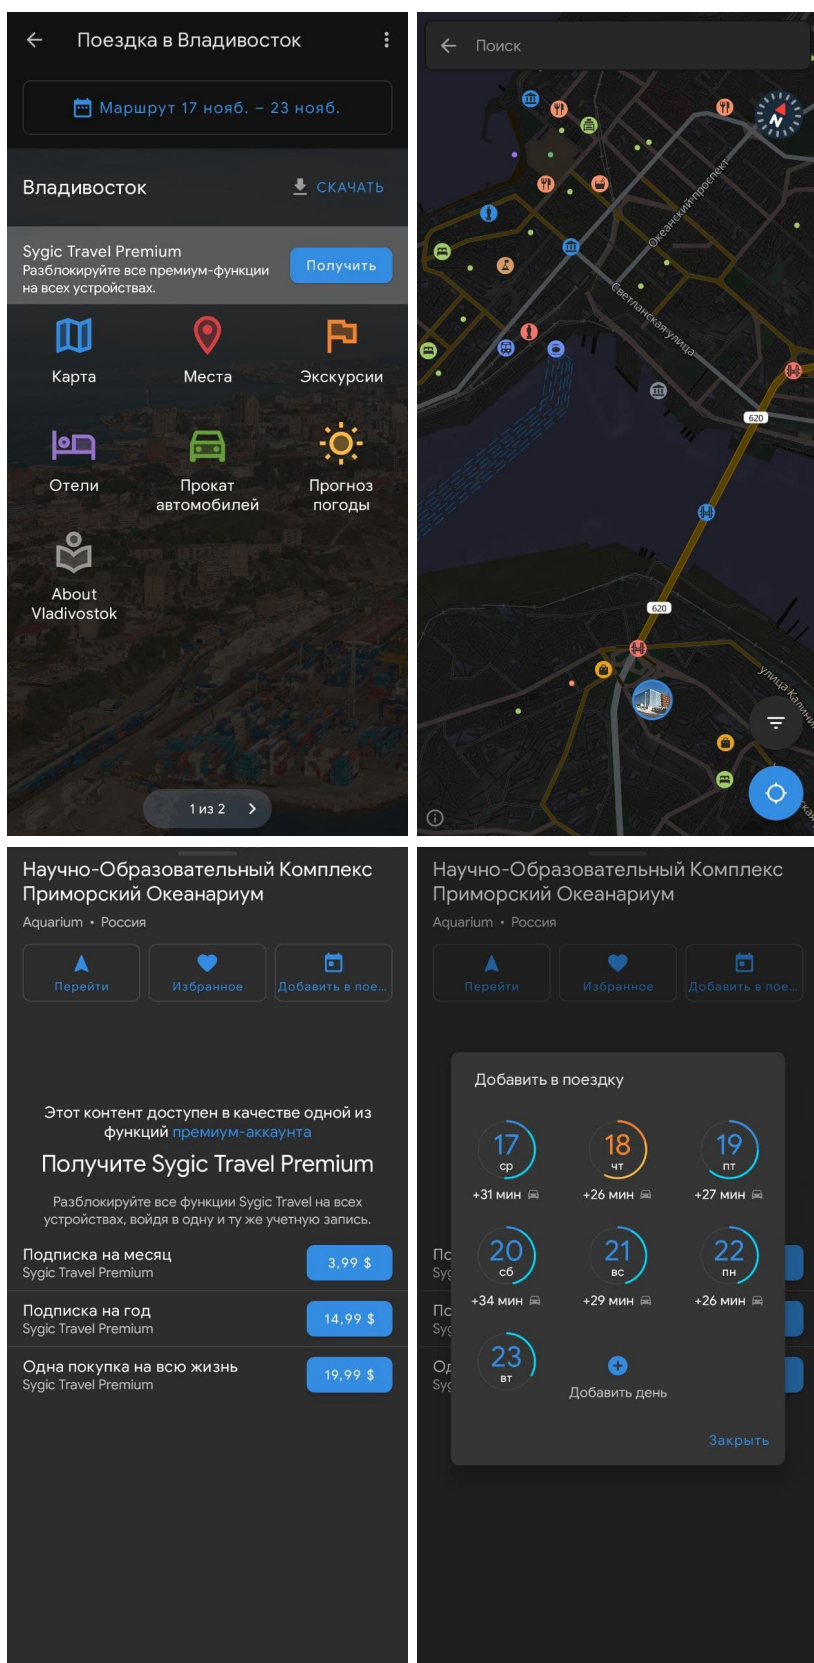 Поездка в Владивосток
Маршрут 17 нояб. – 23 нояб.
Владивосток
СКАЧАТЬ
Sygic Travel Premium
Разблокируйте все премиум-функции
на всех устройствах.
Получить
Карта
Места
Экскурсии
Отели
Прокат
автомобилей
Прогноз
погоды
About
Vladivostok
1 из 2
Поиск
N
Океанский проспект
Светланская улица
620
620
улица Калинина
Научно-Образовательный Комплекс
Приморский Океанариум
Aquarium • Россия
Перейти
Избранное
Добавить в пое...
Этот контент доступен в качестве одной из
функций премиум-аккаунта
Получите Sygic Travel Premium
Разблокируйте все функции Sygic Travel на всех
устройствах, войдя в одну и ту же учетную запись.
Подписка на месяц
Sygic Travel Premium
3,99 $
Подписка на год
Sygic Travel Premium
14,99 $
Одна покупка на всю жизнь
Sygic Travel Premium
19,99 $
Научно-Образовательный Комплекс
Приморский Океанариум
Aquarium • Россия
Перейти
Избранное
Добавить в пое...
Добавить в поездку
17
ср
+31 мин
18
чт
+26 мин
19
пт
+27 мин
20
сб
+34 мин
21
вс
+29 мин
22
пн
+26 мин
23
вт
Добавить день
Закрыть